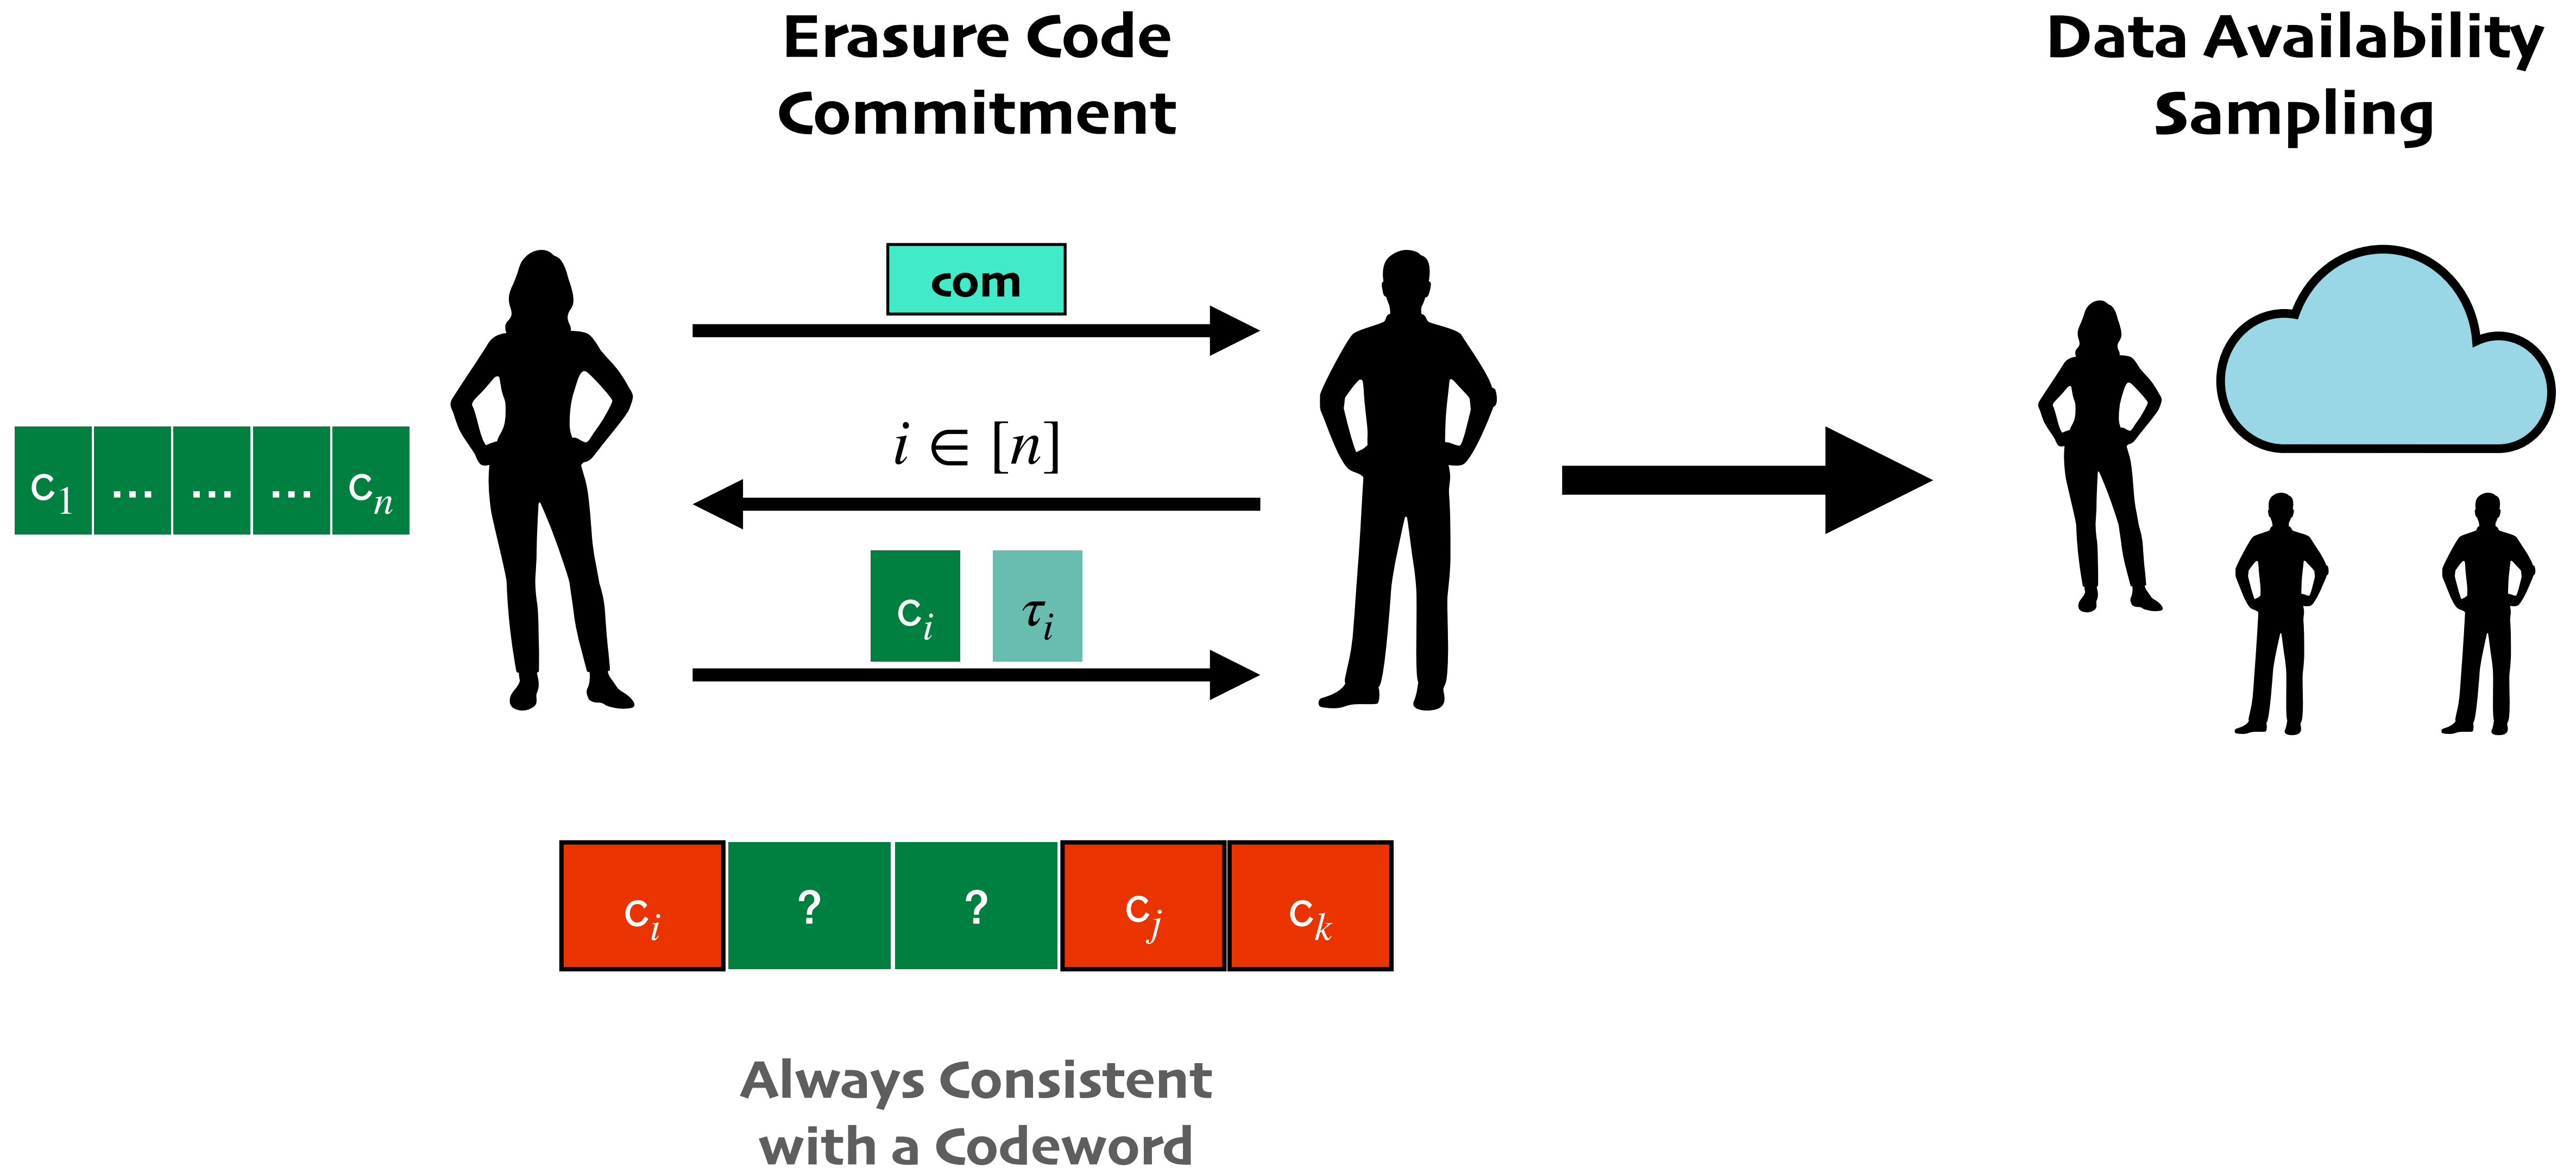 Erasure Code
Commitment
Data Availability
Sampling
com
i ∈ [n]
c₁ ... ... ... cₙ
cᵢ τᵢ
cᵢ ? ? cⱼ cₖ
Always Consistent
with a Codeword